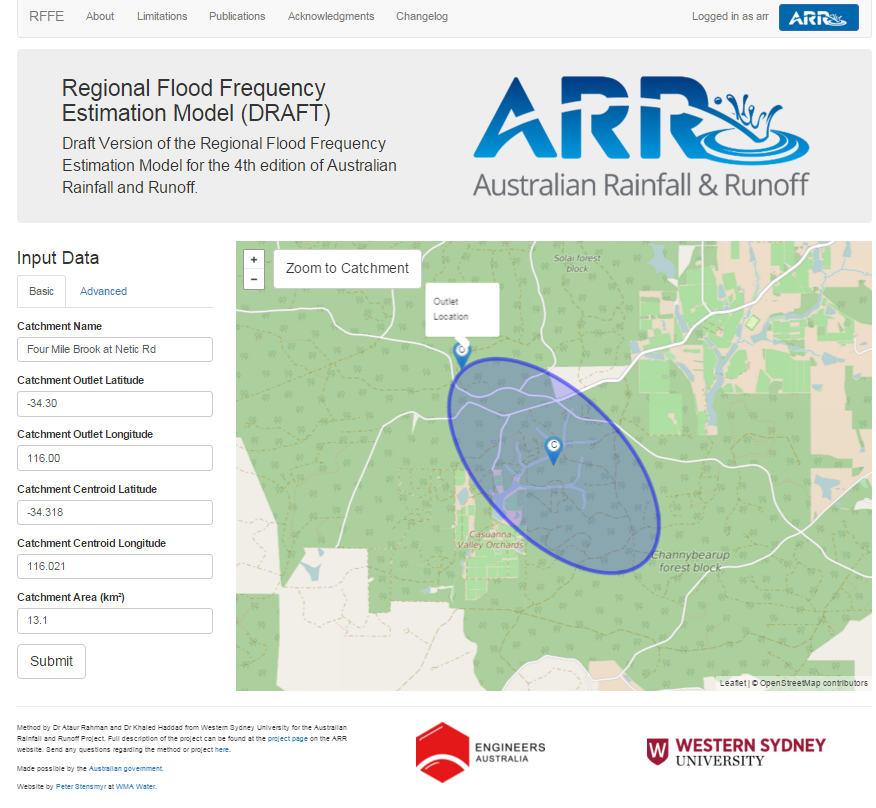 RFFE About Limitations Publications Acknowledgments Changelog Logged in as arr ARR
Regional Flood Frequency
Estimation Model (DRAFT)
Draft Version of the Regional Flood Frequency
Estimation Model for the 4th edition of Australian
Rainfall and Runoff.
ARR
Australian Rainfall & Runoff
Input Data
Basic Advanced
Catchment Name
Four Mile Brook at Netic Rd
Catchment Outlet Latitude
-34.30
Catchment Outlet Longitude
116.00
Catchment Centroid Latitude
-34.318
Catchment Centroid Longitude
116.021
Catchment Area (km²)
13.1
Submit
+
−
Zoom to Catchment
Solai forest
block
Outlet
Location
O
C
Casuarina
Valley Orchards
Channybearup
forest block
Leaflet | © OpenStreetMap contributors
Method by Dr Ataur Rahman and Dr Khaled Haddad from Western Sydney University for the Australian
Rainfall and Runoff Project. Full description of the project can be found at the project page on the ARR
website. Send any questions regarding the method or project here.
Made possible by the Australian government.
Website by Peter Stensmyr at WMA Water.
ENGINEERS
AUSTRALIA
W
WESTERN SYDNEY
UNIVERSITY